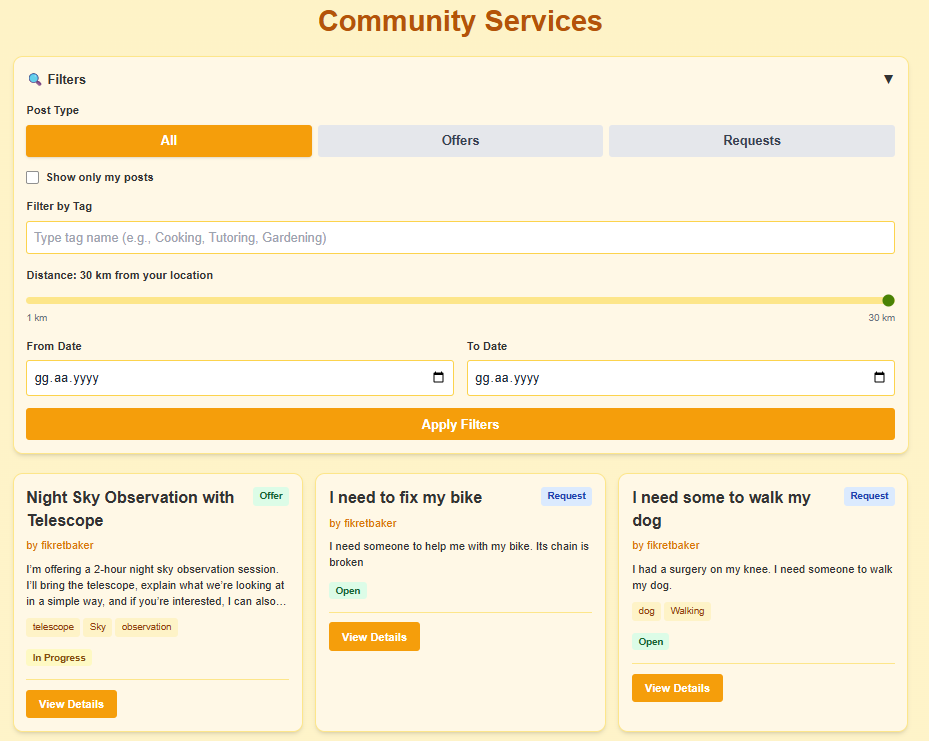 Community Services
🔍 Filters ▼
Post Type
All Offers Requests
Show only my posts
Filter by Tag
Type tag name (e.g., Cooking, Tutoring, Gardening)
Distance: 30 km from your location
1 km 30 km
From Date To Date
gg.aa.yyyy gg.aa.yyyy
Apply Filters
Night Sky Observation with Offer
Telescope
by fikretbaker
I'm offering a 2-hour night sky observation session.
I'll bring the telescope, explain what we're looking at
in a simple way, and if you're interested, I can also…
telescope Sky observation
In Progress
View Details
I need to fix my bike Request
by fikretbaker
I need someone to help me with my bike. Its chain is
broken
Open
View Details
I need some to walk my Request
dog
by fikretbaker
I had a surgery on my knee. I need someone to walk
my dog.
dog Walking
Open
View Details